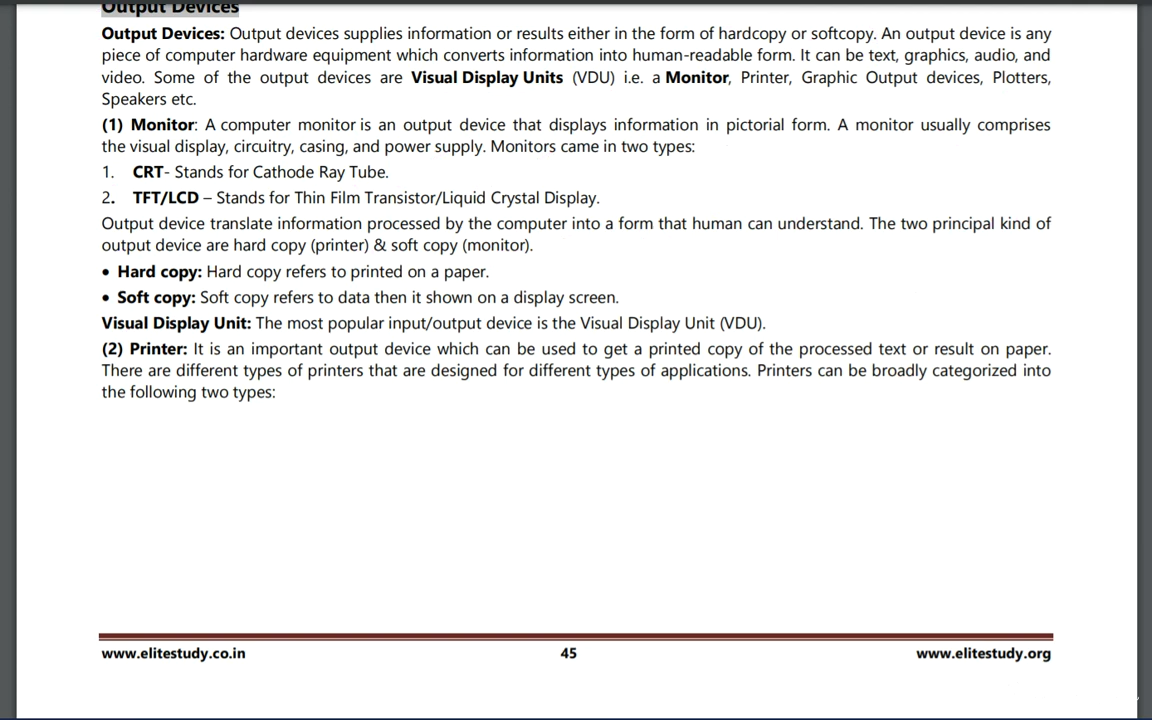 Output Devices
Output Devices: Output devices supplies information or results either in the form of hardcopy or softcopy. An output device is any
piece of computer hardware equipment which converts information into human-readable form. It can be text, graphics, audio, and
video. Some of the output devices are Visual Display Units (VDU) i.e. a Monitor, Printer, Graphic Output devices, Plotters,
Speakers etc.
(1) Monitor: A computer monitor is an output device that displays information in pictorial form. A monitor usually comprises
the visual display, circuitry, casing, and power supply. Monitors came in two types:
1. CRT- Stands for Cathode Ray Tube.
2. TFT/LCD – Stands for Thin Film Transistor/Liquid Crystal Display.
Output device translate information processed by the computer into a form that human can understand. The two principal kind of
output device are hard copy (printer) & soft copy (monitor).
• Hard copy: Hard copy refers to printed on a paper.
• Soft copy: Soft copy refers to data then it shown on a display screen.
Visual Display Unit: The most popular input/output device is the Visual Display Unit (VDU).
(2) Printer: It is an important output device which can be used to get a printed copy of the processed text or result on paper.
There are different types of printers that are designed for different types of applications. Printers can be broadly categorized into
the following two types:
www.elitestudy.co.in 45 www.elitestudy.org